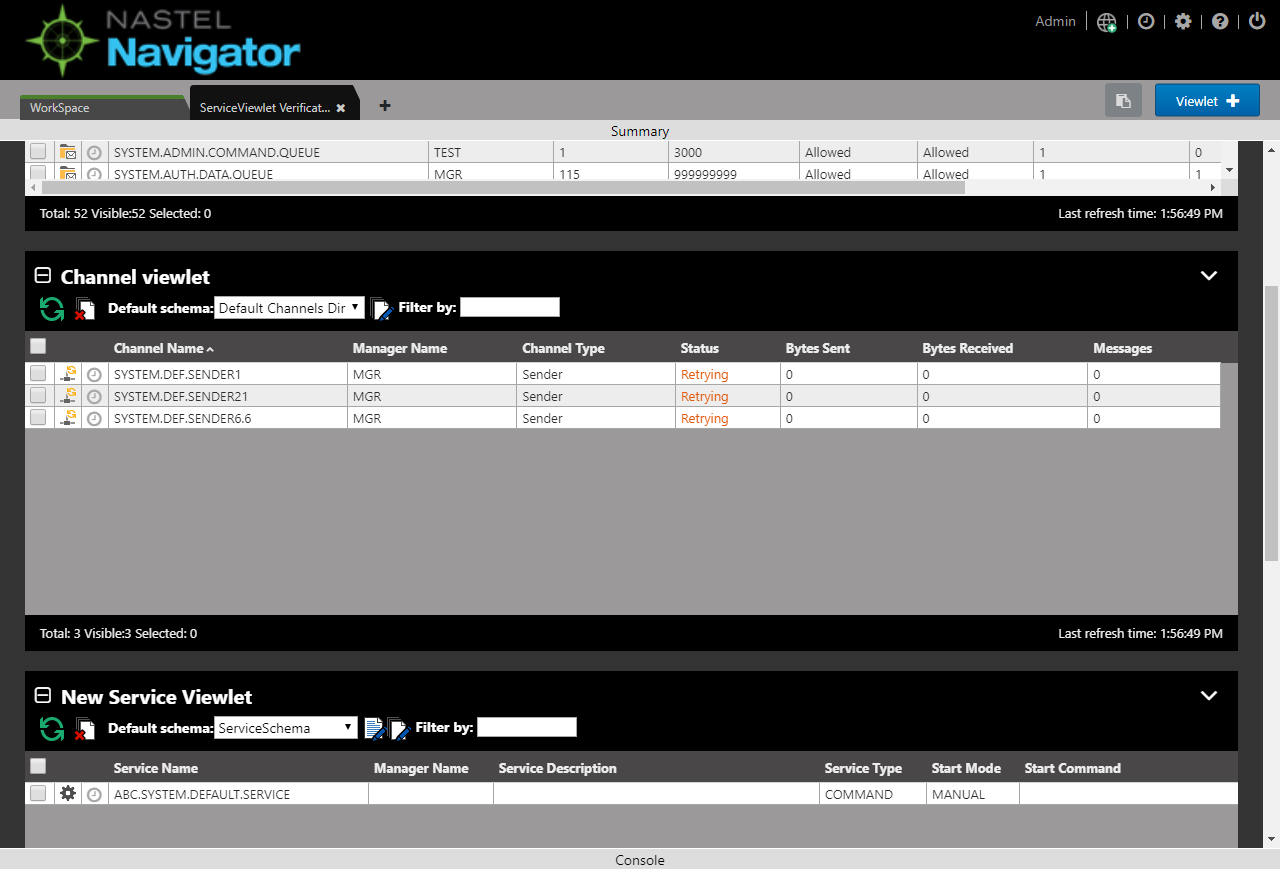 NASTEL
Navigator
Admin
WorkSpace
ServiceViewlet Verificat...
Viewlet
Summary
SYSTEM.ADMIN.COMMAND.QUEUE TEST 1 3000 Allowed Allowed 1 0
SYSTEM.AUTH.DATA.QUEUE MGR 115 999999999 Allowed Allowed 1 1
Total: 52 Visible:52 Selected: 0 Last refresh time: 1:56:49 PM
Channel viewlet
Default schema: Default Channels Dir Filter by:
Channel Name Manager Name Channel Type Status Bytes Sent Bytes Received Messages
SYSTEM.DEF.SENDER1 MGR Sender Retrying 0 0 0
SYSTEM.DEF.SENDER21 MGR Sender Retrying 0 0 0
SYSTEM.DEF.SENDER6.6 MGR Sender Retrying 0 0 0
Total: 3 Visible:3 Selected: 0 Last refresh time: 1:56:49 PM
New Service Viewlet
Default schema: ServiceSchema Filter by:
Service Name Manager Name Service Description Service Type Start Mode Start Command
ABC.SYSTEM.DEFAULT.SERVICE COMMAND MANUAL
Console